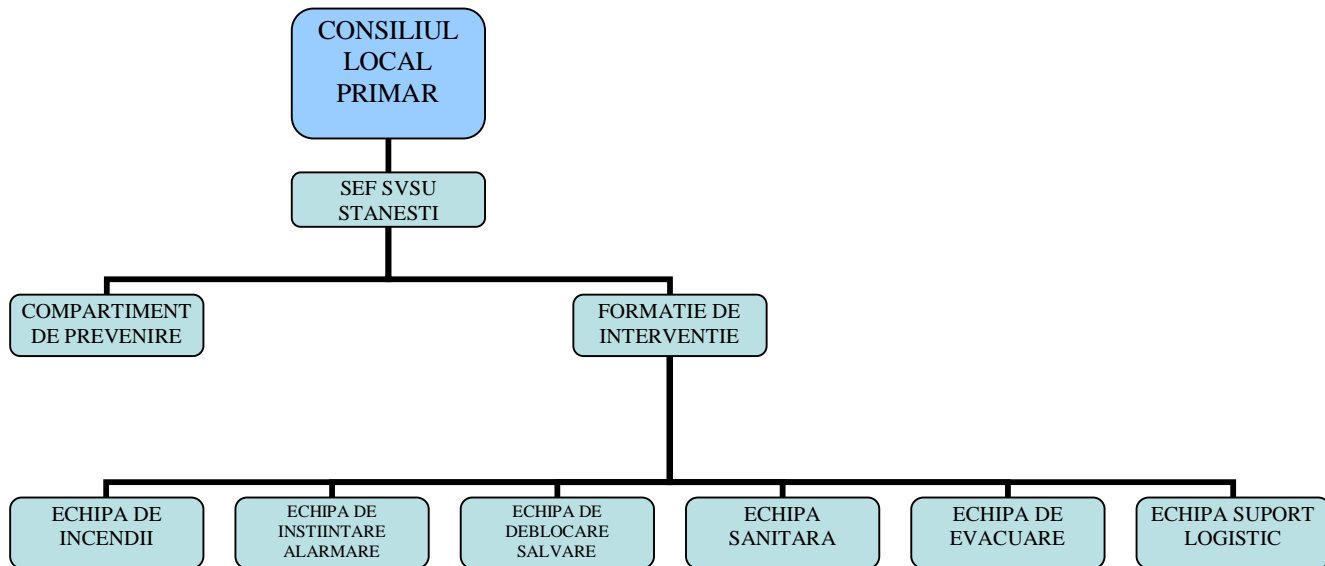 CONSILIUL
LOCAL
PRIMAR
SEF SVSU
STANESTI
COMPARTIMENT
DE PREVENIRE
FORMATIE DE
INTERVENTIE
ECHIPA DE
INCENDII
ECHIPA DE
INSTIINTARE
ALARMARE
ECHIPA DE
DEBLOCARE
SALVARE
ECHIPA
SANITARA
ECHIPA DE
EVACUARE
ECHIPA SUPORT
LOGISTIC